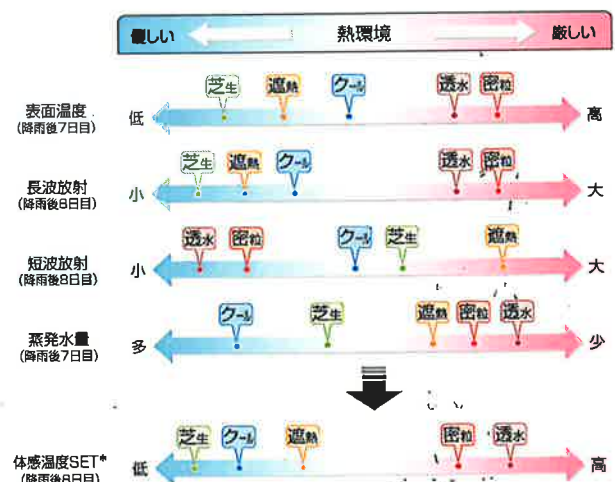 優しい 熱環境 厳しい
芝生 遮熱 クール 透水 密粒
表面温度 低 高
(降雨後7日目)
芝生 遮熱 クール 透水 密粒
長波放射 小 大
(降雨後8日目)
透水 密粒 クール 芝生 遮熱
短波放射 小 大
(降雨後8日目)
クール 芝生 遮熱 密粒 透水
蒸発水量 多 少
(降雨後7日目)
芝生 クール 遮熱 密粒 透水
体感温度SET* 低 高
(降雨後8日目)